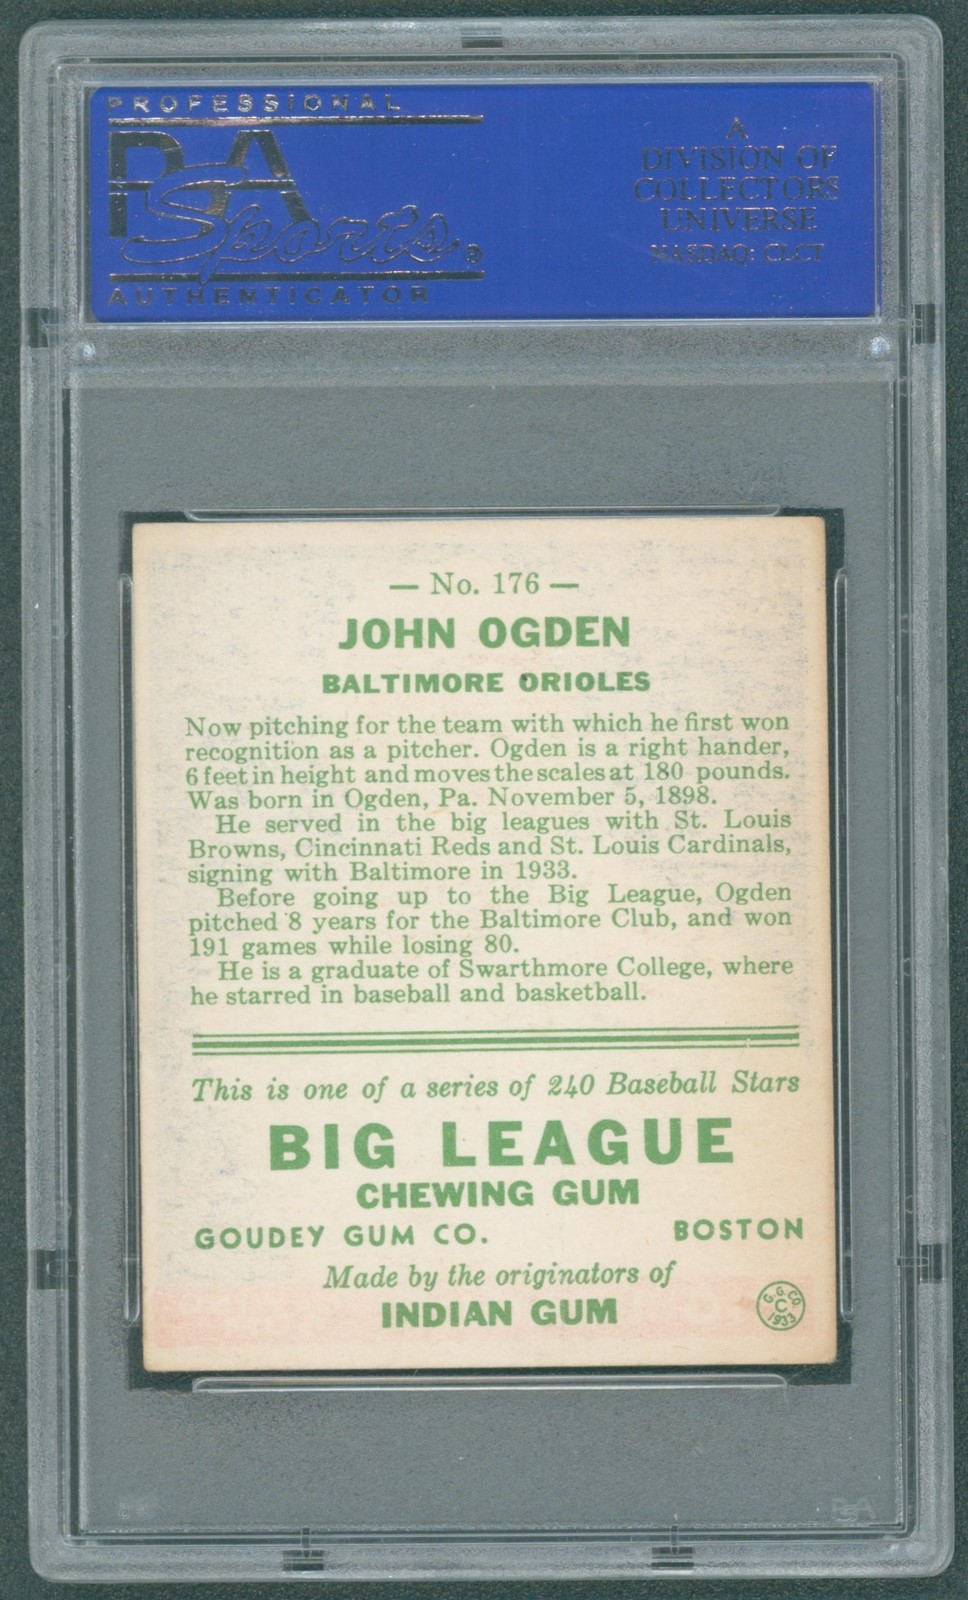 PROFESSIONAL
PSA
Sports®
AUTHENTICATOR
A
DIVISION OF
COLLECTORS
UNIVERSE
NASDAQ: CLCT
— No. 176 —
JOHN OGDEN
BALTIMORE ORIOLES
Now pitching for the team with which he first won
recognition as a pitcher. Ogden is a right hander,
6 feet in height and moves the scales at 180 pounds.
Was born in Ogden, Pa. November 5, 1898.
He served in the big leagues with St. Louis
Browns, Cincinnati Reds and St. Louis Cardinals,
signing with Baltimore in 1933.
Before going up to the Big League, Ogden
pitched 8 years for the Baltimore Club, and won
191 games while losing 80.
He is a graduate of Swarthmore College, where
he starred in baseball and basketball.
This is one of a series of 240 Baseball Stars
BIG LEAGUE
CHEWING GUM
GOUDEY GUM CO. BOSTON
Made by the originators of
INDIAN GUM
G. G. CO.
C
1933
PSA